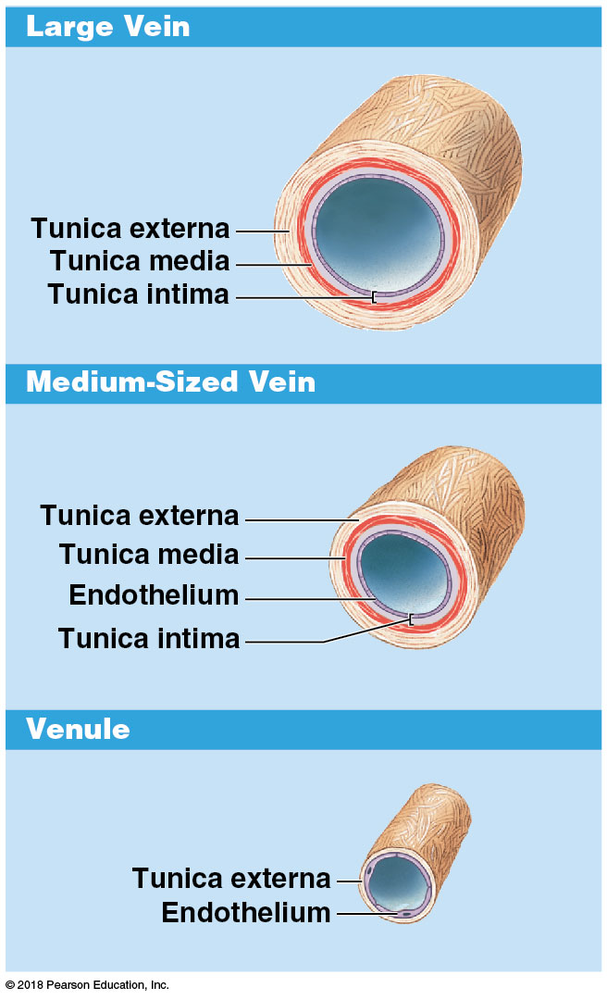 Large Vein
Tunica externa
Tunica media
Tunica intima
Medium-Sized Vein
Tunica externa
Tunica media
Endothelium
Tunica intima
Venule
Tunica externa
Endothelium
© 2018 Pearson Education, Inc.